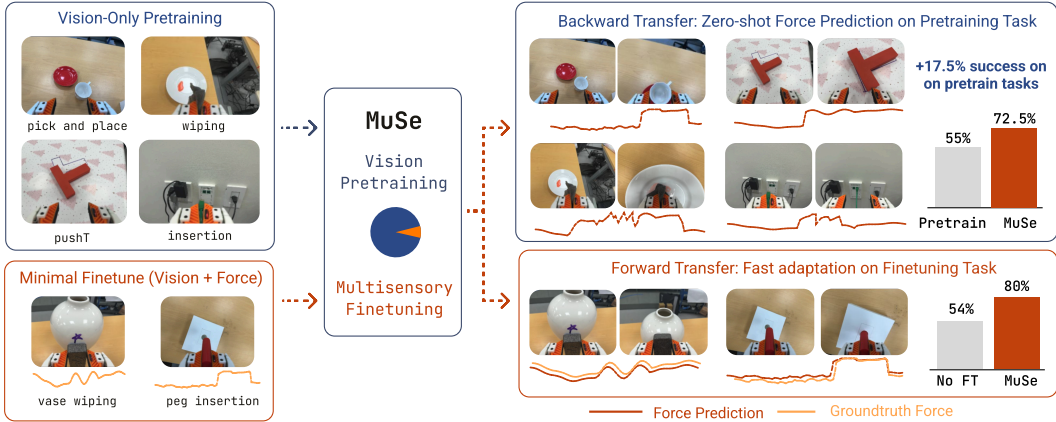 Vision-Only Pretraining
pick and place
wiping
pushT
insertion
Minimal Finetune (Vision + Force)
vase wiping
peg insertion
MuSe
Vision
Pretraining
Multisensory
Finetuning
Backward Transfer: Zero-shot Force Prediction on Pretraining Task
+17.5% success on
on pretrain tasks
55%
72.5%
Pretrain
MuSe
Forward Transfer: Fast adaptation on Finetuning Task
54%
80%
No FT
MuSe
Force Prediction
Groundtruth Force